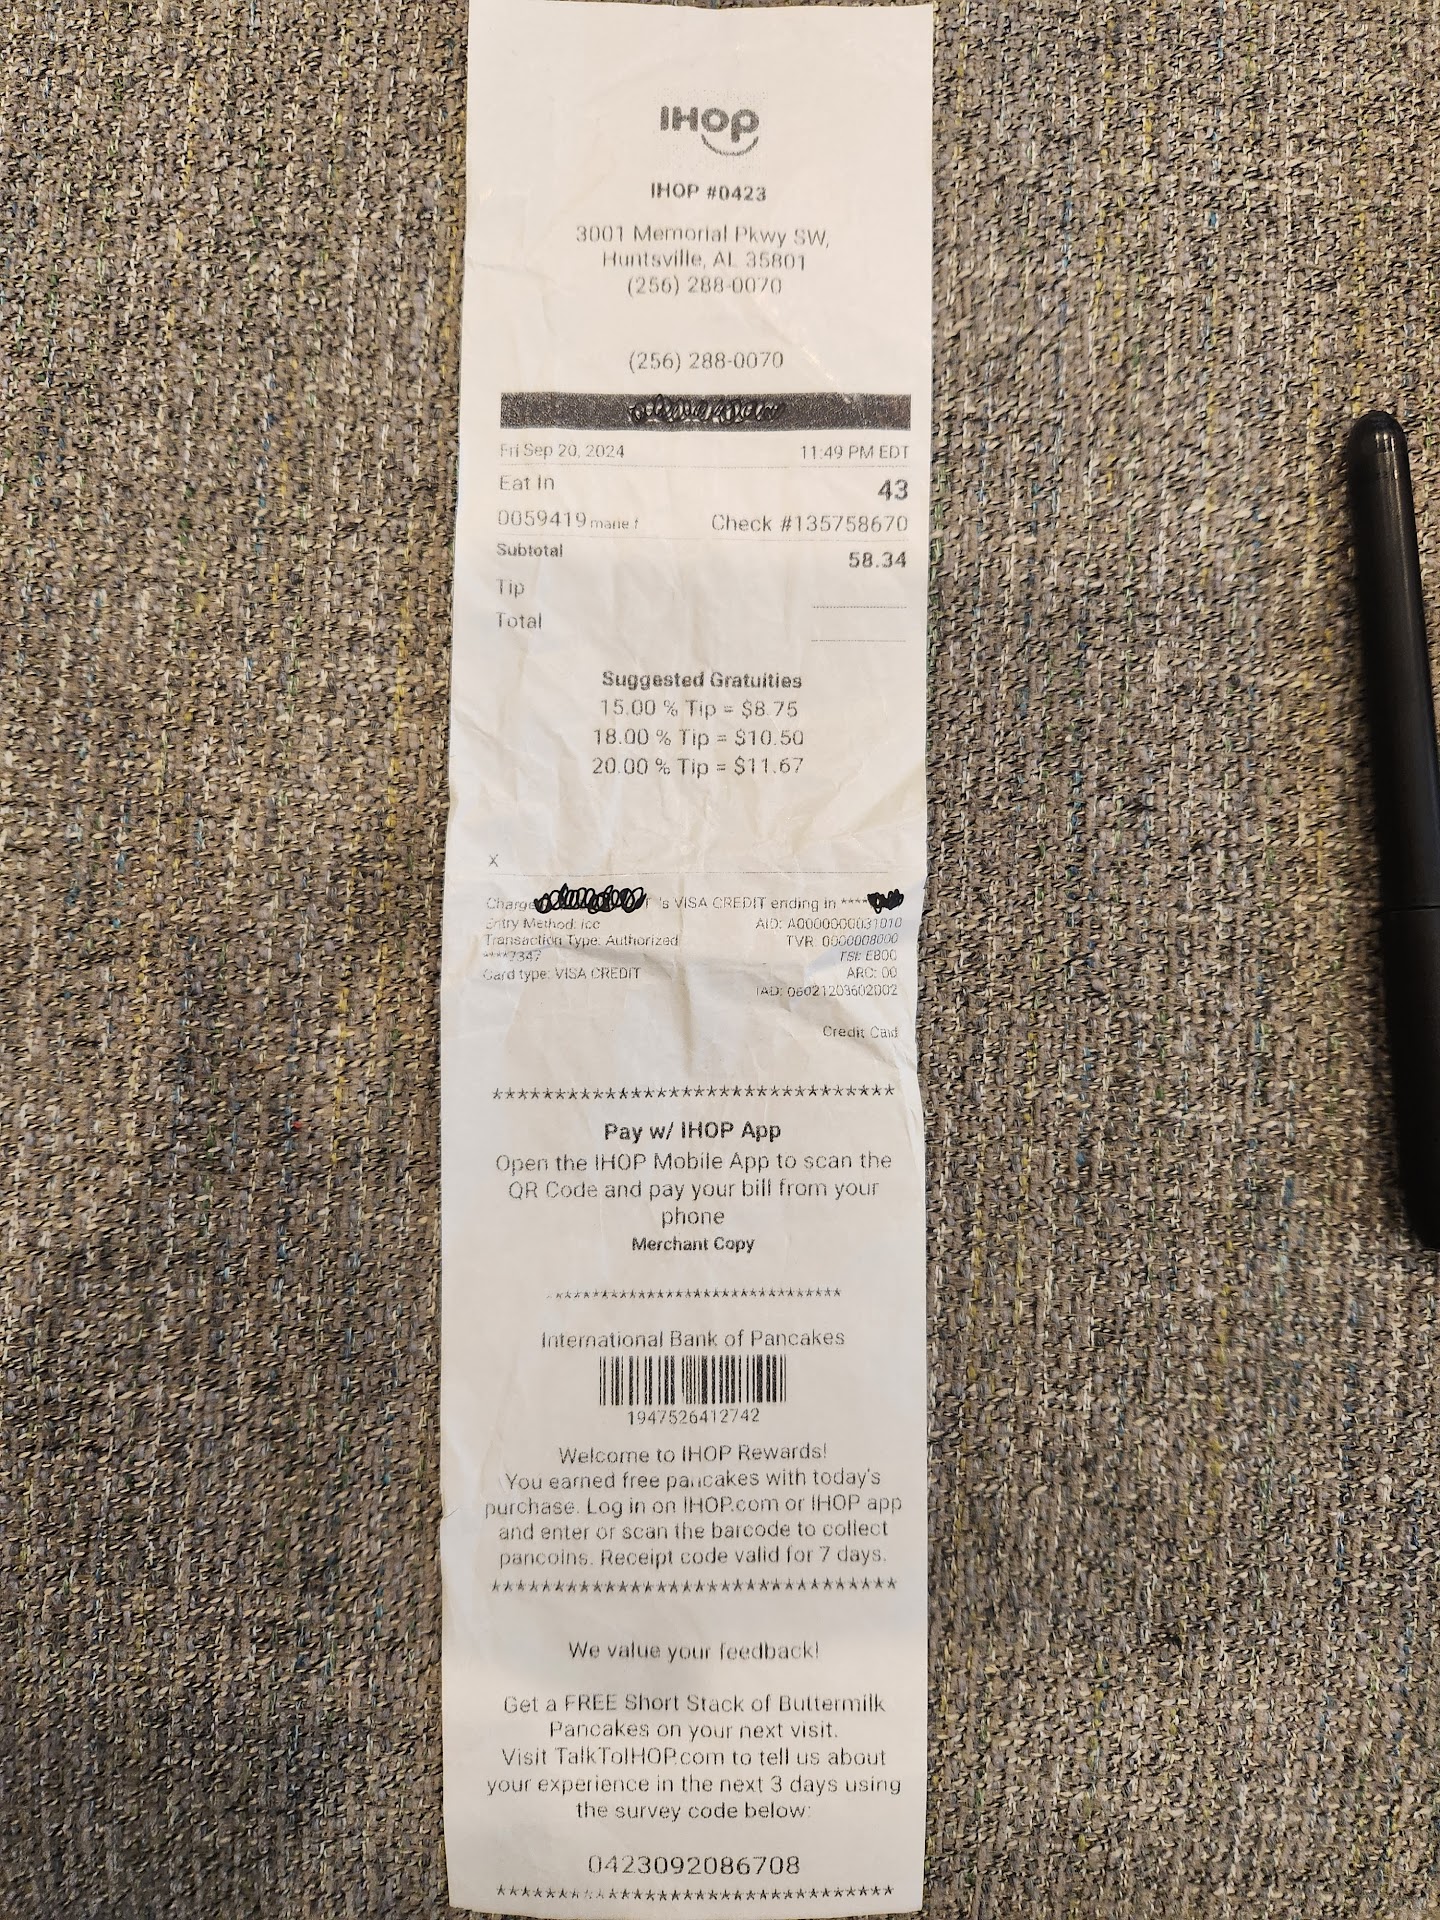 IHOP
IHOP #0423
3001 Memorial Pkwy SW,
Huntsville, AL 35801
(256) 288-0070
(256) 288-0070
Fri Sep 20, 2024 11:49 PM EDT
Eat In 43
0059419 marie f Check #135758670
Subtotal 58.34
Tip
Total
Suggested Gratuities
15.00 % Tip = $8.75
18.00 % Tip = $10.50
20.00 % Tip = $11.67
X
Charge 's VISA CREDIT ending in ****
Entry Method: icc AID: A0000000031010
Transaction Type: Authorized TVR: 0000008000
****7347 TSI: E800
Card type: VISA CREDIT ARC: 00
IAD: 06021203602002
Credit Card
*********************************
Pay w/ IHOP App
Open the IHOP Mobile App to scan the
QR Code and pay your bill from your
phone
Merchant Copy
*******************************
International Bank of Pancakes
1947526412742
Welcome to IHOP Rewards!
You earned free pancakes with today's
purchase. Log in on IHOP.com or IHOP app
and enter or scan the barcode to collect
pancoins. Receipt code valid for 7 days.
*********************************
We value your feedback!
Get a FREE Short Stack of Buttermilk
Pancakes on your next visit.
Visit TalkToIHOP.com to tell us about
your experience in the next 3 days using
the survey code below:
0423092086708
*********************************